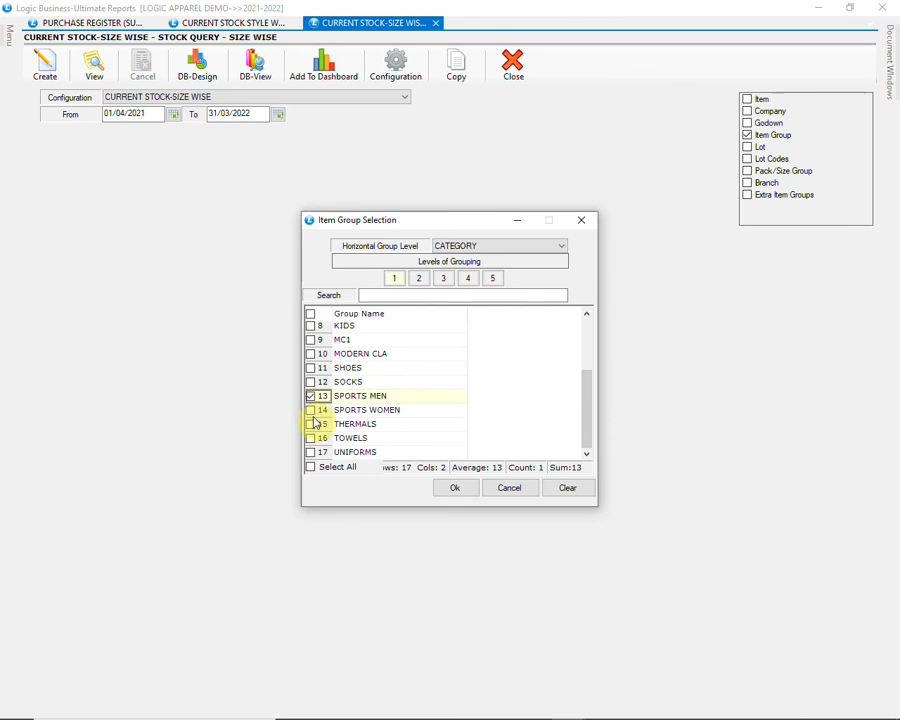 Logic Business-Ultimate Reports [LOGIC APPAREL DEMO->>2021-2022]
Menu
PURCHASE REGISTER (SU...
CURRENT STOCK STYLE W...
CURRENT STOCK-SIZE WIS...
Document Windows
CURRENT STOCK-SIZE WISE - STOCK QUERY - SIZE WISE
Create View Cancel DB-Design DB-View Add To Dashboard Configuration Copy Close
Configuration CURRENT STOCK-SIZE WISE
From 01/04/2021 To 31/03/2022
Item
Company
Godown
Item Group
Lot
Lot Codes
Pack/Size Group
Branch
Extra Item Groups
Item Group Selection
Horizontal Group Level CATEGORY
Levels of Grouping
1 2 3 4 5
Search
Group Name
8 KIDS
9 MC1
10 MODERN CLA
11 SHOES
12 SOCKS
13 SPORTS MEN
14 SPORTS WOMEN
15 THERMALS
16 TOWELS
17 UNIFORMS
Select All ws: 17 Cols: 2 Average: 13 Count: 1 Sum:13
Ok Cancel Clear